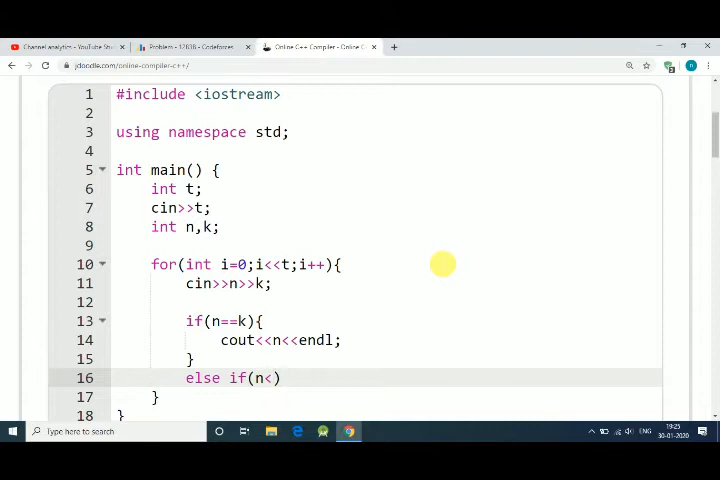 Channel analytics - YouTube Stu
Problem - 1283B - Codeforces
Online C++ Compiler - Online C
jdoodle.com/online-compiler-c++/
1 #include <iostream>
2
3 using namespace std;
4
5 int main() {
6 int t;
7 cin>>t;
8 int n,k;
9
10 for(int i=0;i<<t;i++){
11 cin>>n>>k;
12
13 if(n==k){
14 cout<<n<<endl;
15 }
16 else if(n<)
17 }
18 }
Type here to search
ENG
19:25
30-01-2020